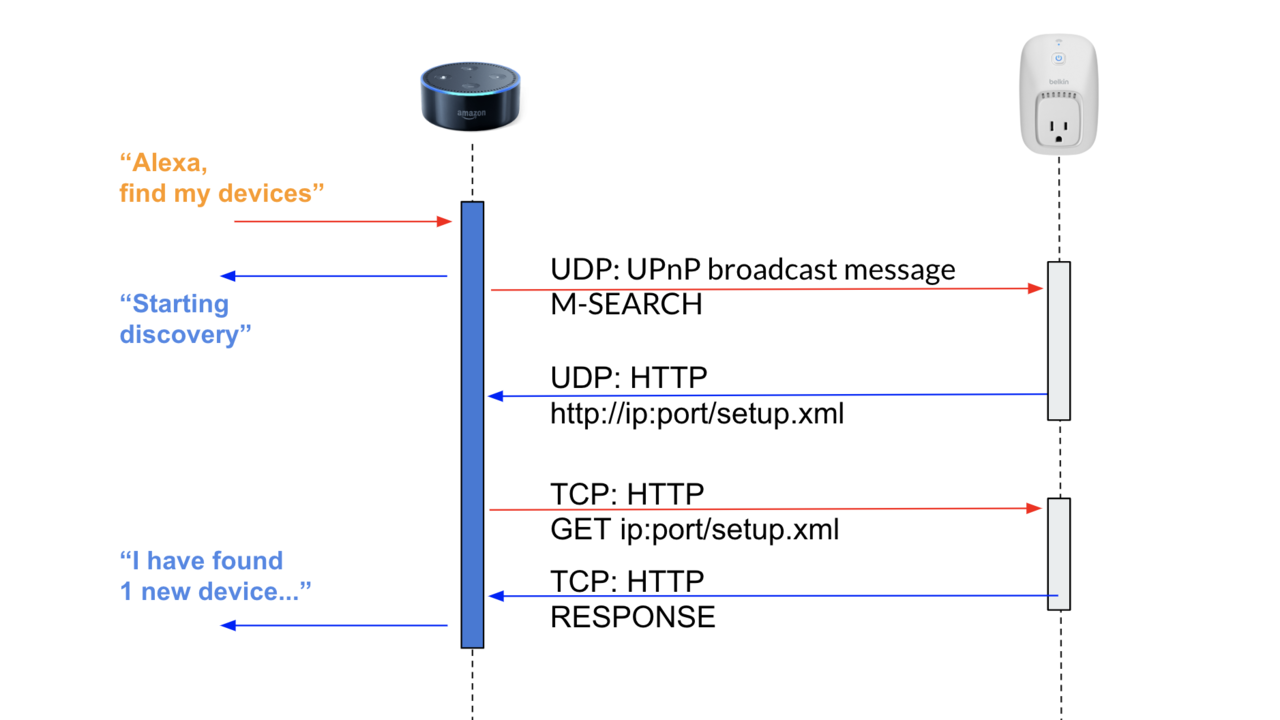 amazon
belkin
“Alexa,
find my devices”
“Starting
discovery”
UDP: UPnP broadcast message
M-SEARCH
UDP: HTTP
http://ip:port/setup.xml
TCP: HTTP
GET ip:port/setup.xml
“I have found
1 new device...”
TCP: HTTP
RESPONSE